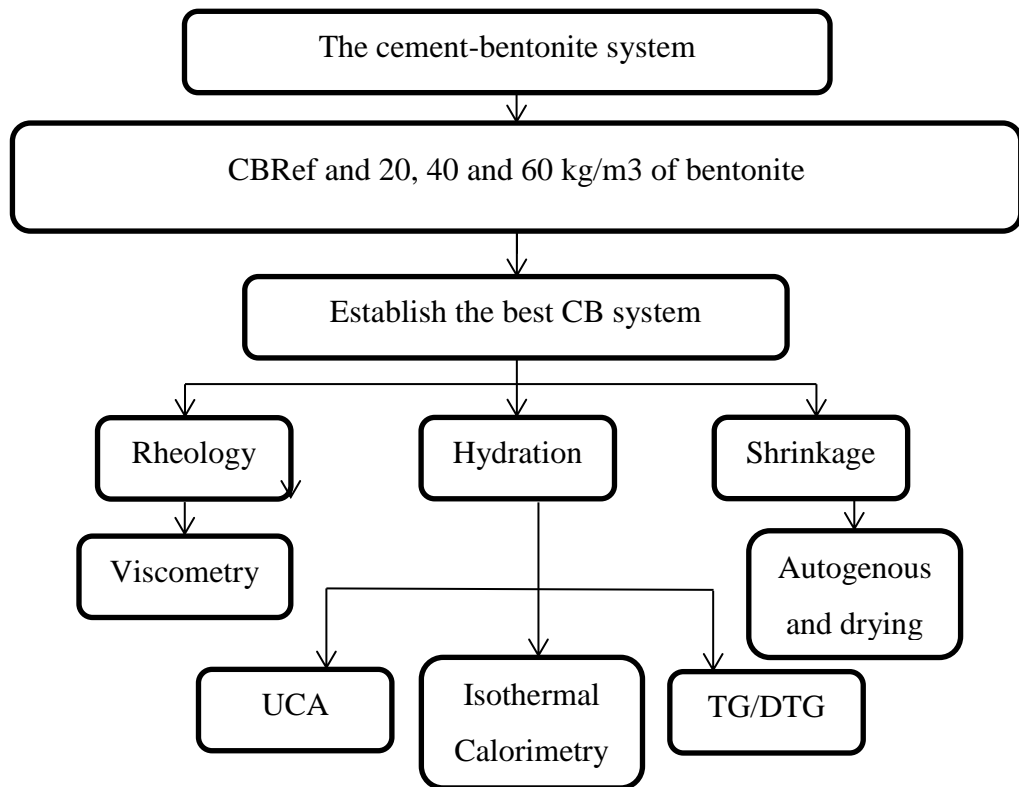 The cement-bentonite system
CBRef and 20, 40 and 60 kg/m3 of bentonite
Establish the best CB system
Rheology
Hydration
Shrinkage
Viscometry
Autogenous
and drying
UCA
Isothermal
Calorimetry
TG/DTG